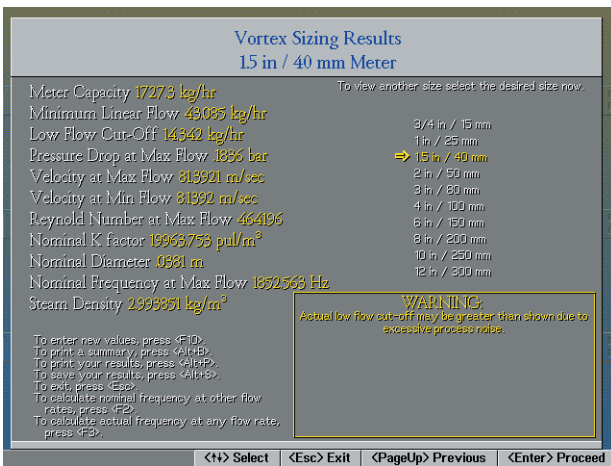 Vortex Sizing Results
1.5 in / 40 mm Meter
Meter Capacity 1727.3 kg/hr
Minimum Linear Flow 43.085 kg/hr
Low Flow Cut-Off 14.342 kg/hr
Pressure Drop at Max Flow .1836 bar
Velocity at Max Flow 81.3921 m/sec
Velocity at Min Flow 8.1392 m/sec
Reynold Number at Max Flow 464196
Nominal K factor 19963.753 pul/m³
Nominal Diameter .0381 m
Nominal Frequency at Max Flow 1852.563 Hz
Steam Density 2.993851 kg/m³
To enter new values, press <F10>.
To print a summary, press <Alt+B>.
To print your results, press <Alt+P>.
To save your results, press <Alt+S>.
To exit, press <Esc>.
To calculate nominal frequency at other flow
rates, press <F2>.
To calculate actual frequency at any flow rate,
press <F3>.
To view another size select the desired size now.
3/4 in / 15 mm
1 in / 25 mm
⇒ 1.5 in / 40 mm
2 in / 50 mm
3 in / 80 mm
4 in / 100 mm
6 in / 150 mm
8 in / 200 mm
10 in / 250 mm
12 in / 300 mm
WARNING:
Actual low flow cut-off may be greater than shown due to
excessive process noise.
<↑↓> Select
<Esc> Exit
<PageUp> Previous
<Enter> Proceed